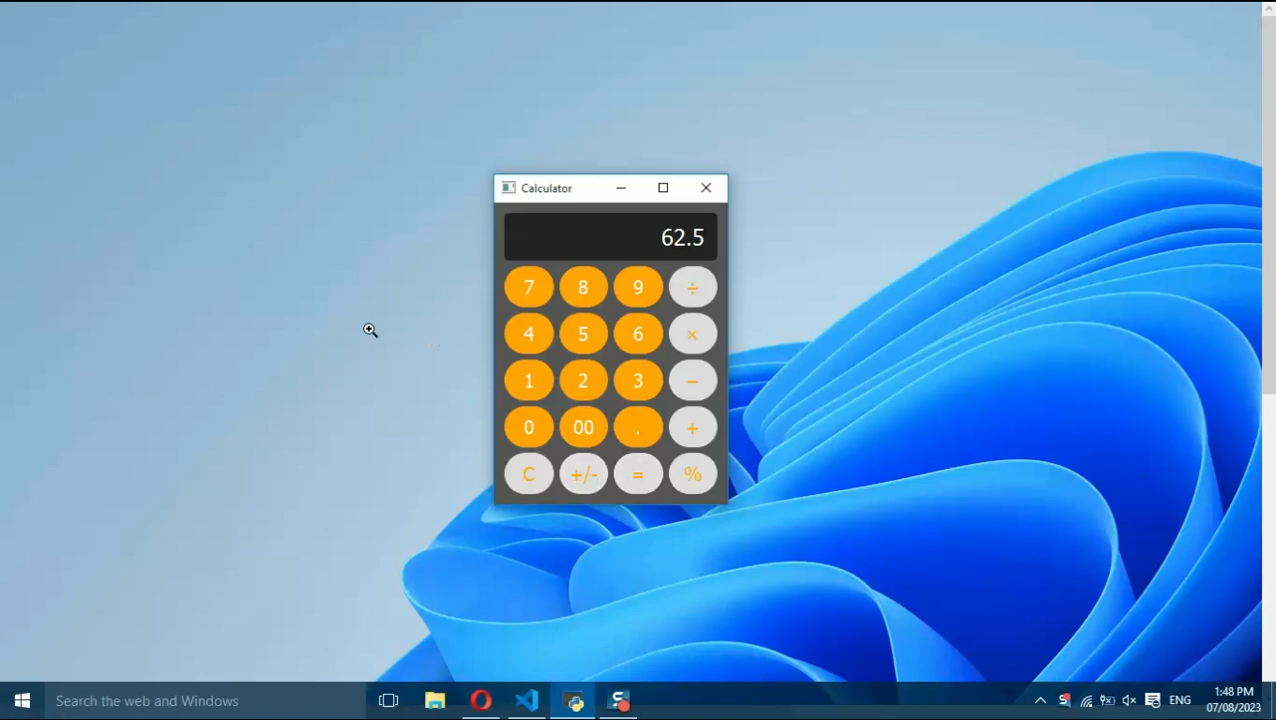 Calculator
62.5
7 8 9 ÷
4 5 6 ×
1 2 3 −
0 00 . +
C +/- = %
Search the web and Windows
ENG
1:48 PM
07/08/2023